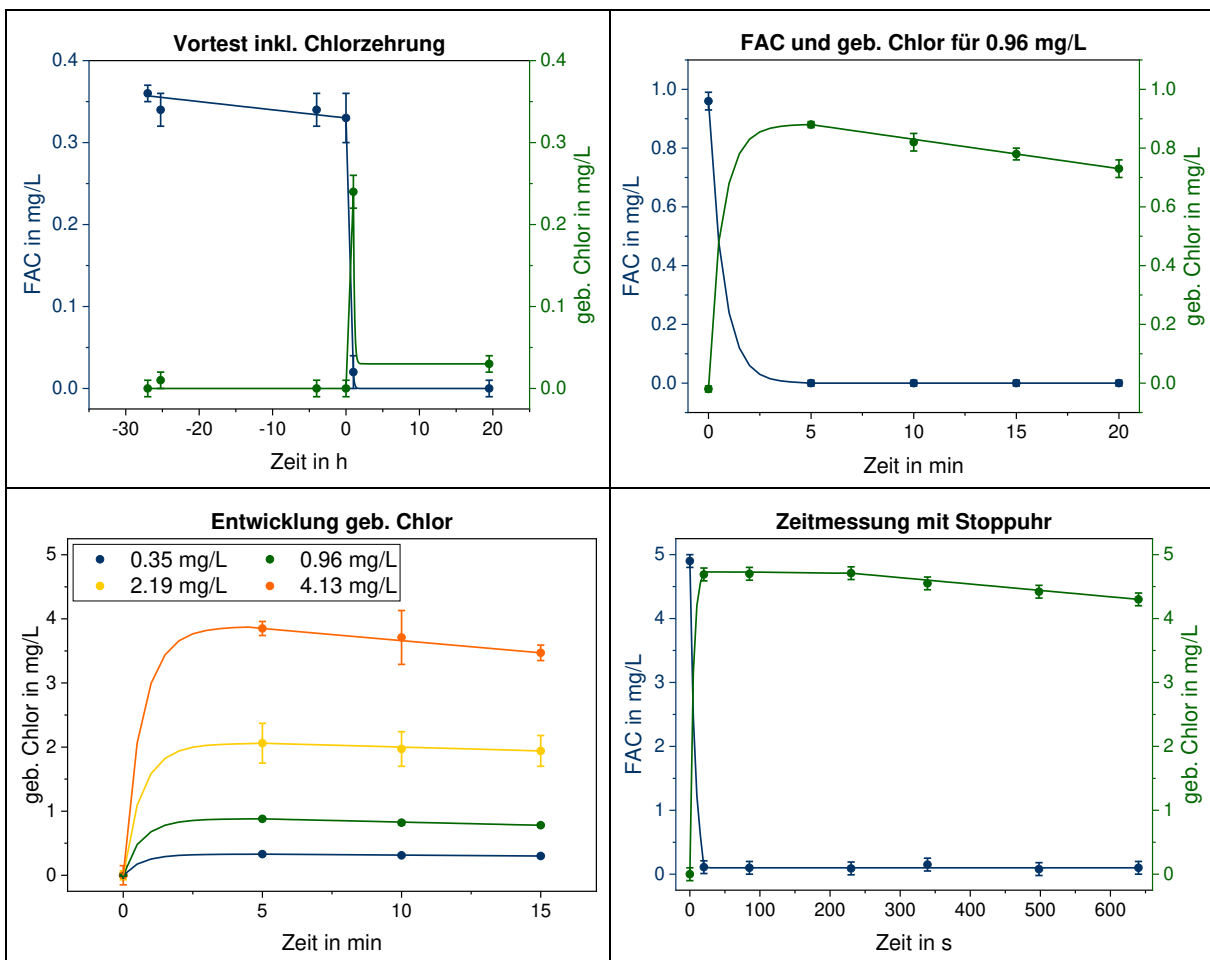 Vortest inkl. Chlorzehrung
0.4
0.3
0.2
0.1
0.0
FAC in mg/L
0.4
0.3
0.2
0.1
0.0
geb. Chlor in mg/L
-30 -20 -10 0 10 20
Zeit in h
FAC und geb. Chlor für 0.96 mg/L
1.0
0.8
0.6
0.4
0.2
0.0
FAC in mg/L
1.0
0.8
0.6
0.4
0.2
0.0
geb. Chlor in mg/L
0 5 10 15 20
Zeit in min
Entwicklung geb. Chlor
0.35 mg/L 0.96 mg/L
2.19 mg/L 4.13 mg/L
5
4
3
2
1
0
geb. Chlor in mg/L
0 5 10 15
Zeit in min
Zeitmessung mit Stoppuhr
5
4
3
2
1
0
FAC in mg/L
5
4
3
2
1
0
geb. Chlor in mg/L
0 100 200 300 400 500 600
Zeit in s